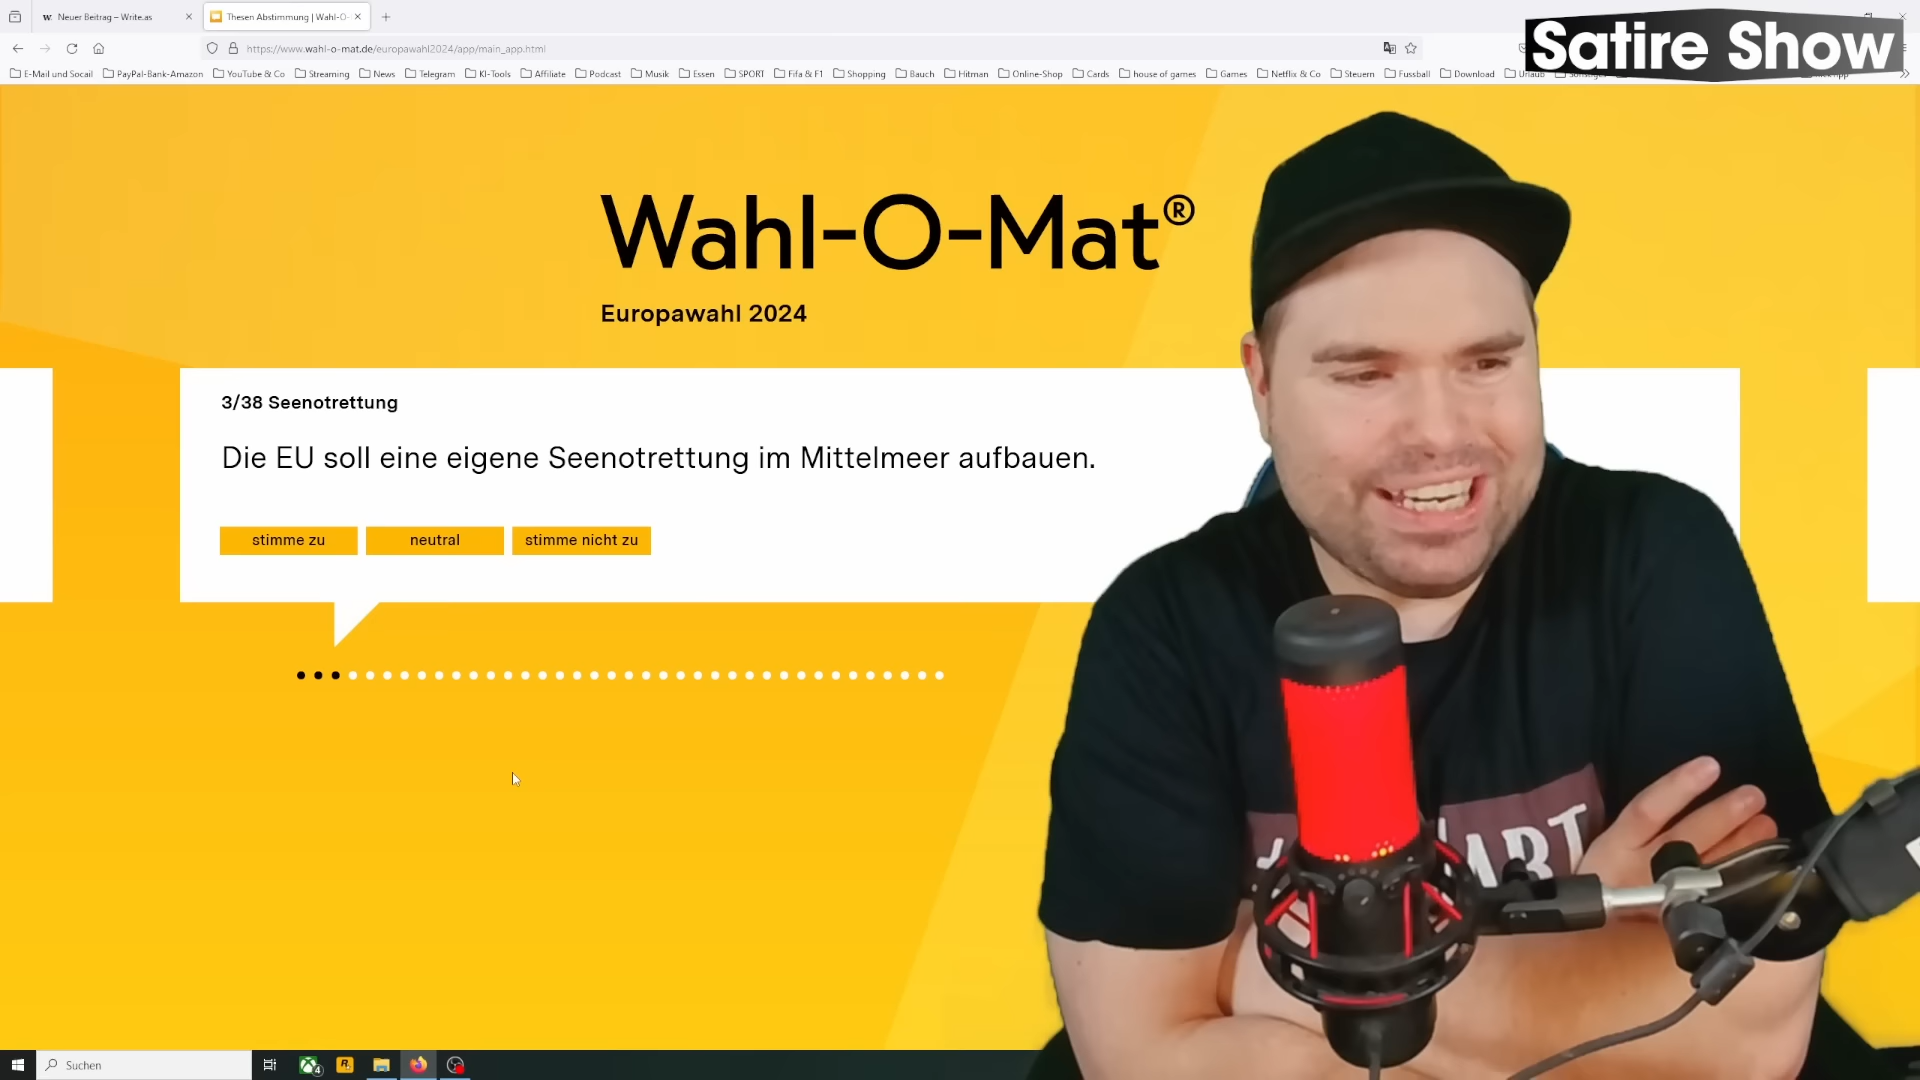 Neuer Beitrag – Write.as
Thesen Abstimmung | Wahl-O-
Satire Show
https://www.wahl-o-mat.de/europawahl2024/app/main_app.html
E-Mail und Socail PayPal-Bank-Amazon YouTube & Co Streaming News Telegram KI-Tools Affiliate Podcast Musik Essen SPORT Fifa & F1 Shopping Bauch Hitman Online-Shop Cards house of games Games Netflix & Co Steuern Fussball Download Urlaub
Wahl-O-Mat®
Europawahl 2024
3/38 Seenotrettung
Die EU soll eine eigene Seenotrettung im Mittelmeer aufbauen.
stimme zu neutral stimme nicht zu
Suchen
4